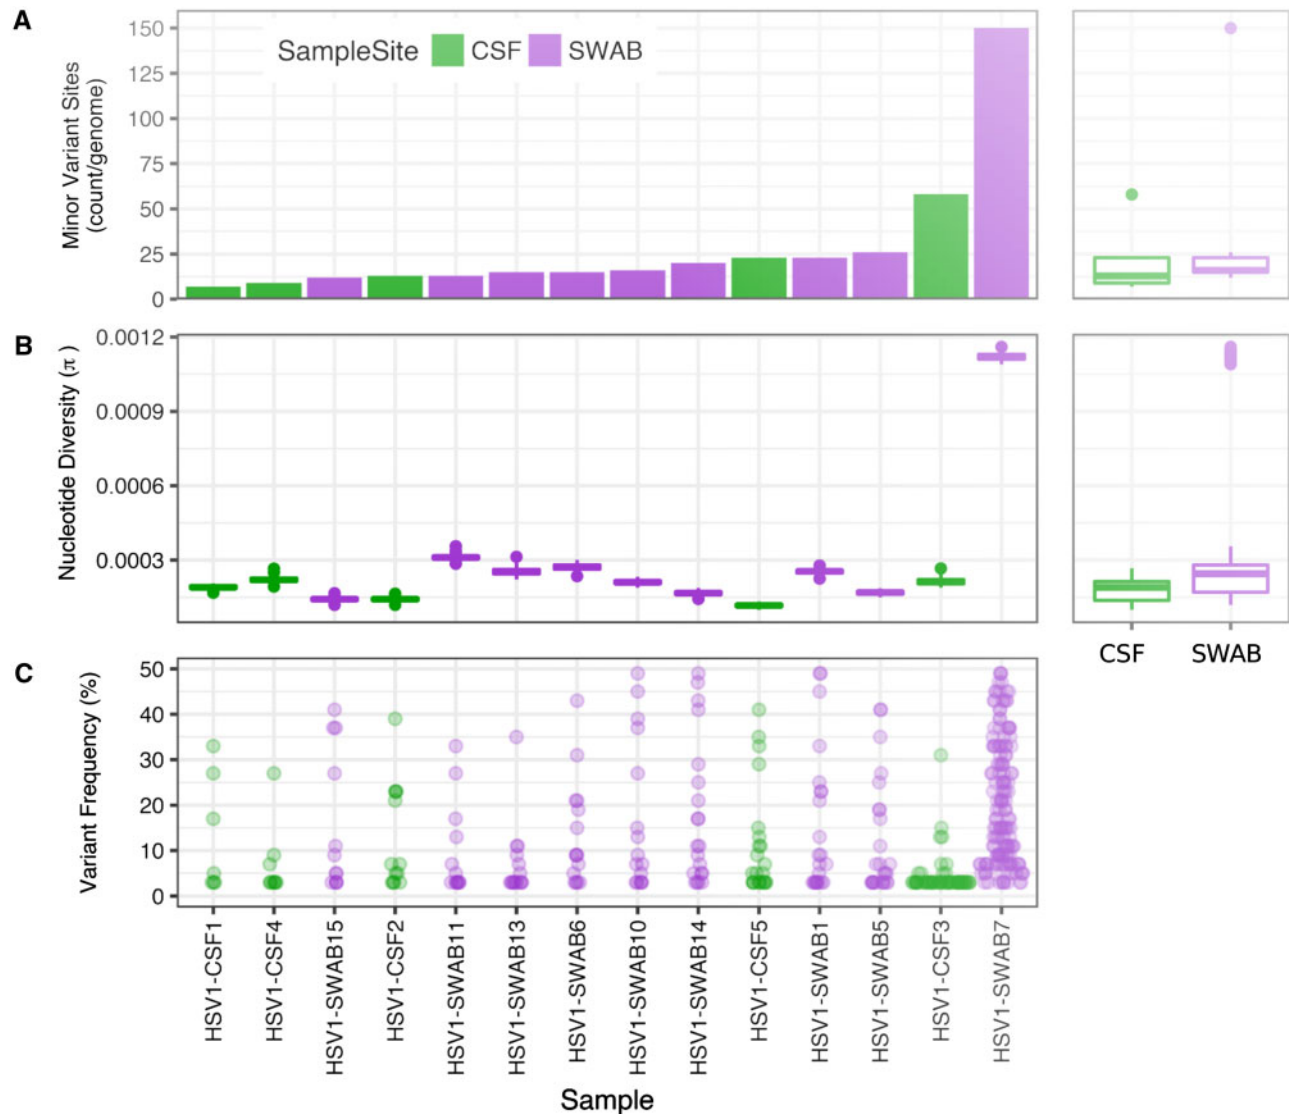 A
Minor Variant Sites
(count/genome)
150
125
100
75
50
25
0
SampleSite CSF SWAB
B
Nucleotide Diversity (π)
0.0012
0.0009
0.0006
0.0003
CSF SWAB
C
Variant Frequency (%)
50
40
30
20
10
0
HSV1-CSF1
HSV1-CSF4
HSV1-SWAB15
HSV1-CSF2
HSV1-SWAB11
HSV1-SWAB13
HSV1-SWAB6
HSV1-SWAB10
HSV1-SWAB14
HSV1-CSF5
HSV1-SWAB1
HSV1-SWAB5
HSV1-CSF3
HSV1-SWAB7
Sample